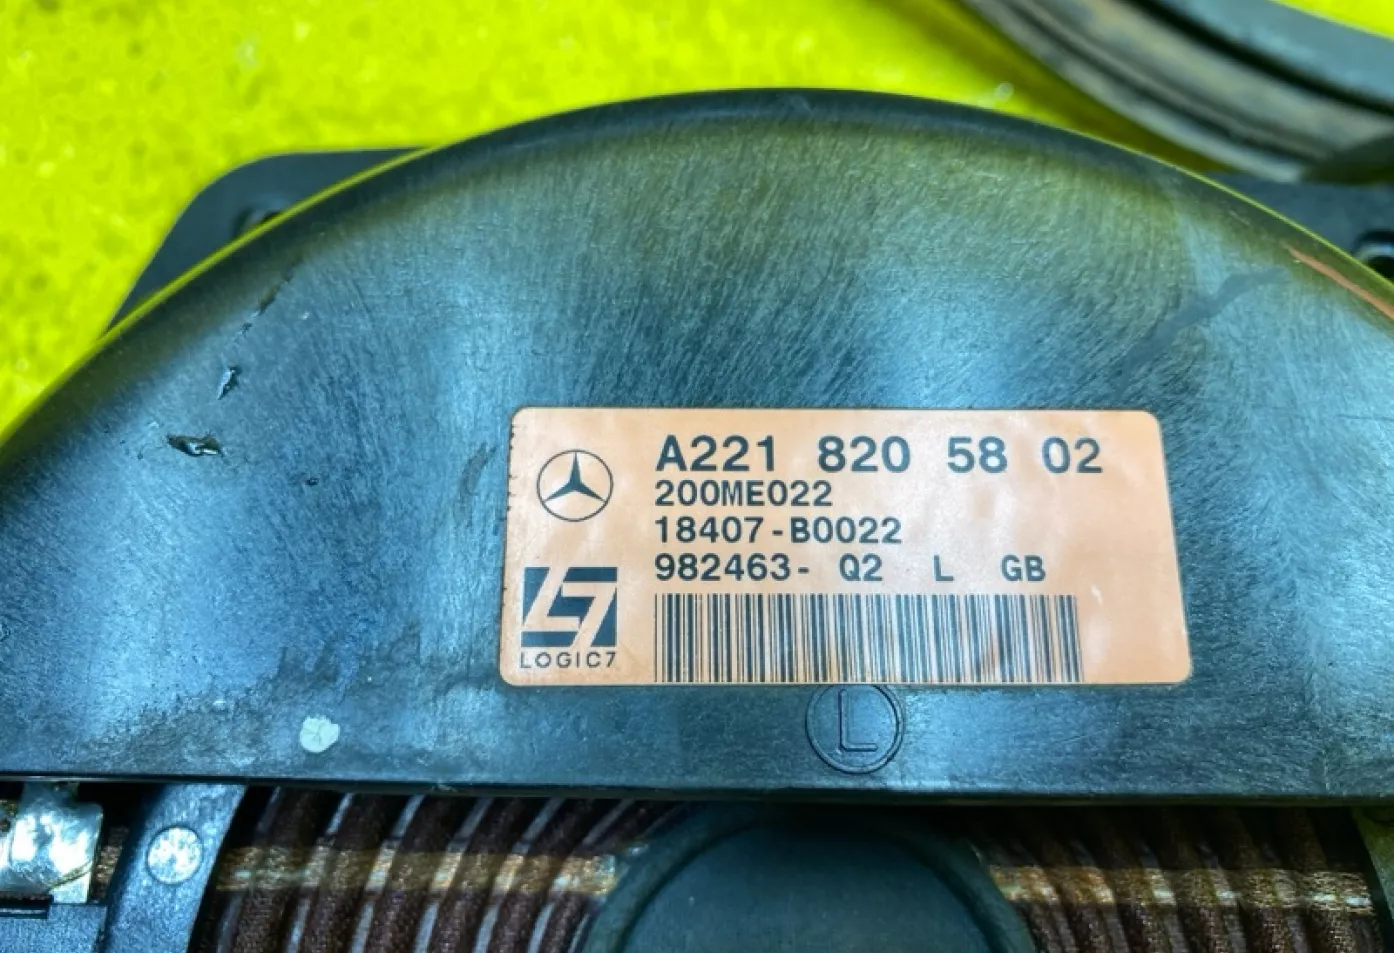 A221 820 58 02
200ME022
18407-B0022
982463- Q2 L GB
LOGIC7
L